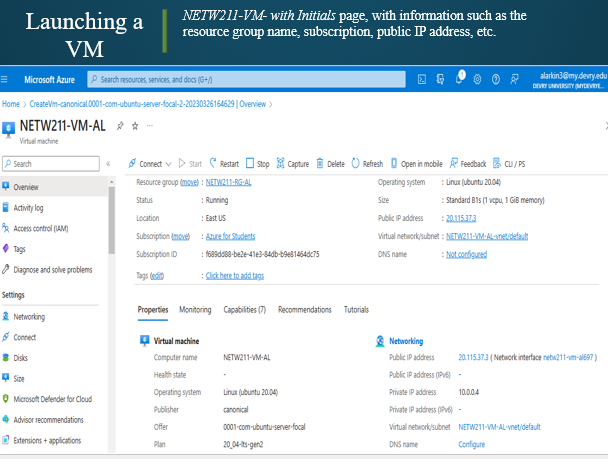 Launching a
VM
NETW211-VM- with Initials page, with information such as the
resource group name, subscription, public IP address, etc.
Microsoft Azure
Search resources, services, and docs (G+/)
1
alarkin3@my.devry.edu
DEVRY UNIVERSITY (MYDEVRYE...
Home > CreateVm-canonical.0001-com-ubuntu-server-focal-2-20230326164629 | Overview >
NETW211-VM-AL
Virtual machine
Search
«
Connect
Start
Restart
Stop
Capture
Delete
Refresh
Open in mobile
Feedback
CLI / PS
Overview
Activity log
Access control (IAM)
Tags
Diagnose and solve problems
Settings
Networking
Connect
Disks
Size
Microsoft Defender for Cloud
Advisor recommendations
Extensions + applications
Resource group (move) : NETW211-RG-AL
Status : Running
Location : East US
Subscription (move) : Azure for Students
Subscription ID : f689dd88-be2e-41e3-84db-b9e81464dc75
Tags (edit) : Click here to add tags
Operating system : Linux (ubuntu 20.04)
Size : Standard B1s (1 vcpu, 1 GiB memory)
Public IP address : 20.115.37.3
Virtual network/subnet : NETW211-VM-AL-vnet/default
DNS name : Not configured
Properties Monitoring Capabilities (7) Recommendations Tutorials
Virtual machine
Computer name NETW211-VM-AL
Health state -
Operating system Linux (ubuntu 20.04)
Publisher canonical
Offer 0001-com-ubuntu-server-focal
Plan 20_04-lts-gen2
Networking
Public IP address 20.115.37.3 ( Network interface netw211-vm-al697 )
Public IP address (IPv6) -
Private IP address 10.0.0.4
Private IP address (IPv6) -
Virtual network/subnet NETW211-VM-AL-vnet/default
DNS name Configure